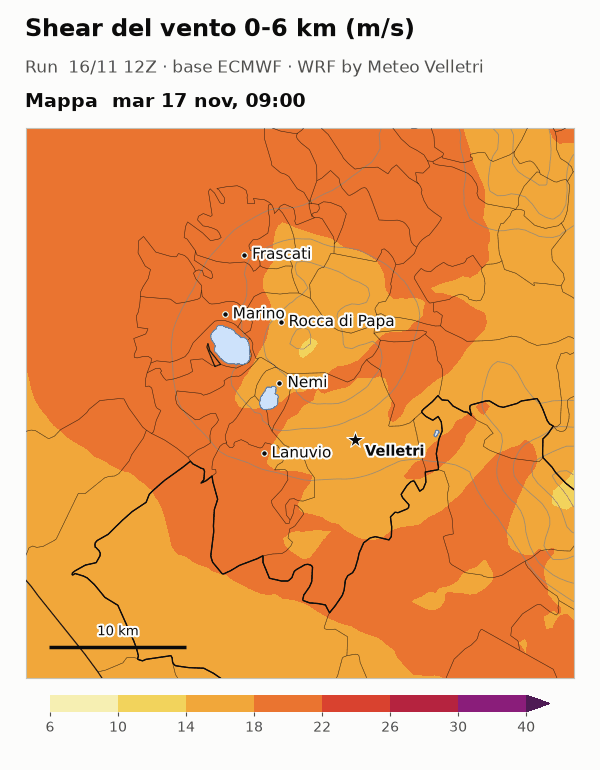 Shear del vento 0-6 km (m/s)
Run  16/11 12Z · base ECMWF · WRF by Meteo Velletri
Mappa  mar 17 nov, 09:00
Frascati
Marino
Rocca di Papa
Nemi
Velletri
Lanuvio
10 km
6 10 14 18 22 26 30 40